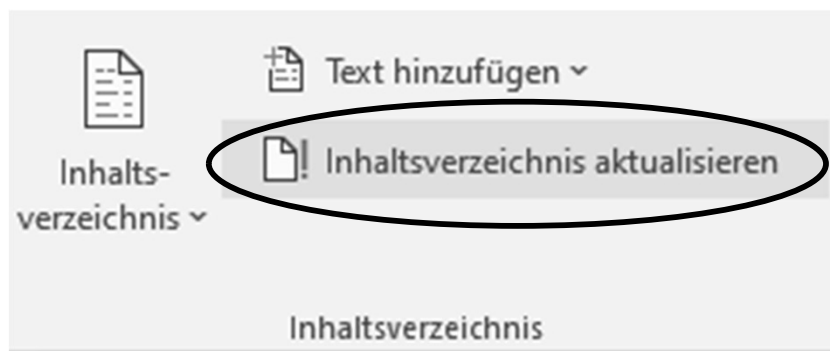 Inhalts-
verzeichnis
Text hinzufügen
Inhaltsverzeichnis aktualisieren
Inhaltsverzeichnis